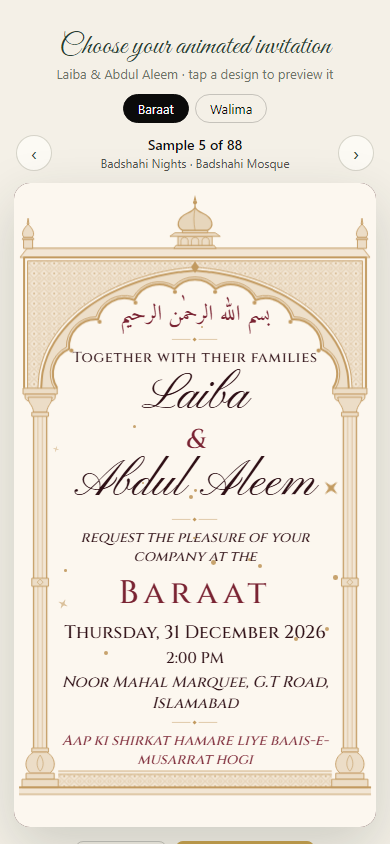 Choose your animated invitation
Laiba & Abdul Aleem · tap a design to preview it
Baraat Walima
‹ Sample 5 of 88 ›
Badshahi Nights · Badshahi Mosque
بسم الله الرحمٰن الرحيم
Together with their families
Laiba
&
Abdul Aleem
request the pleasure of your
company at the
Baraat
Thursday, 31 December 2026
2:00 PM
Noor Mahal Marquee, G.T Road,
Islamabad
Aap ki shirkat hamare liye baais-e-
musarrat hogi